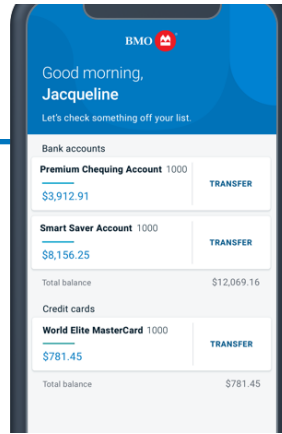 BMO
Good morning,
Jacqueline
Let's check something off your list.
Bank accounts
Premium Chequing Account 1000
TRANSFER
$3,912.91
Smart Saver Account 1000
TRANSFER
$8,156.25
Total balance $12,069.16
Credit cards
World Elite MasterCard 1000
TRANSFER
$781.45
Total balance $781.45